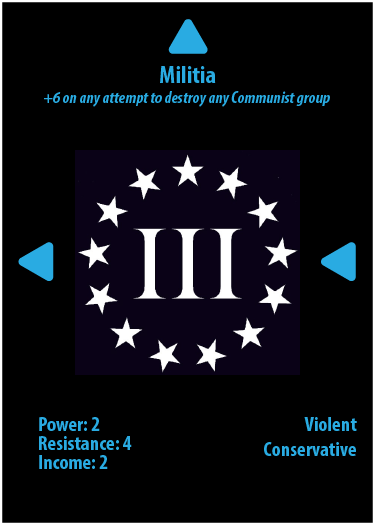 Militia
+6 on any attempt to destroy any Communist group
III
Power: 2
Resistance: 4
Income: 2
Violent
Conservative